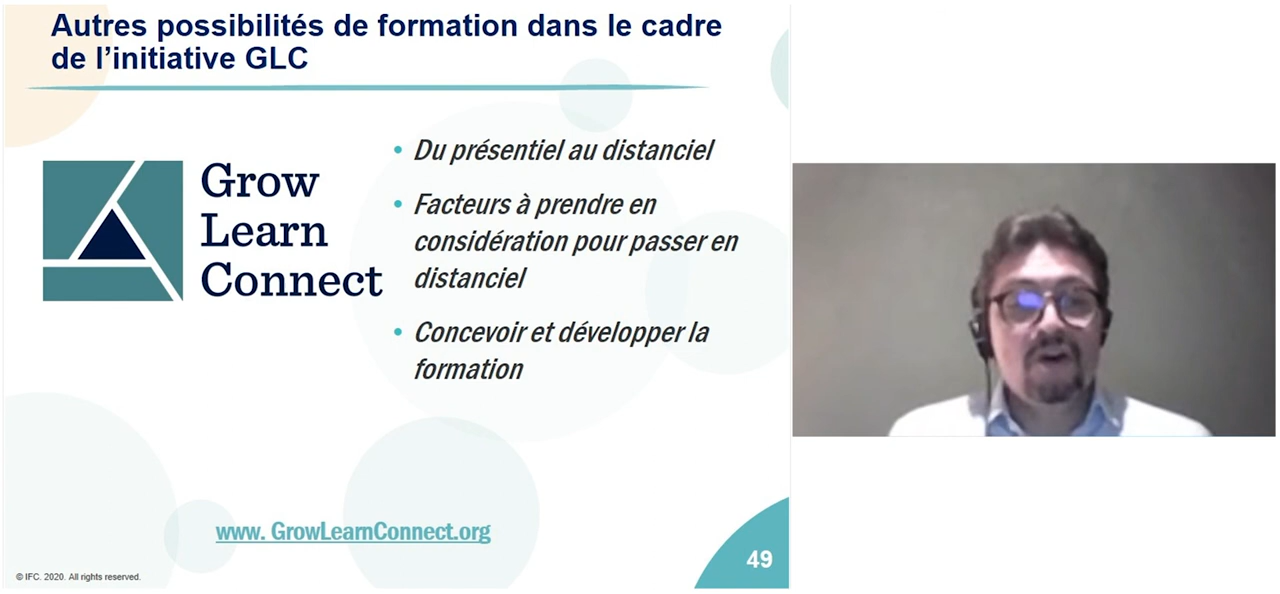 Autres possibilités de formation dans le cadre
de l’initiative GLC
Grow
Learn
Connect
• Du présentiel au distanciel
• Facteurs à prendre en
considération pour passer en
distanciel
• Concevoir et développer la
formation
www. GrowLearnConnect.org
49
© IFC. 2020. All rights reserved.